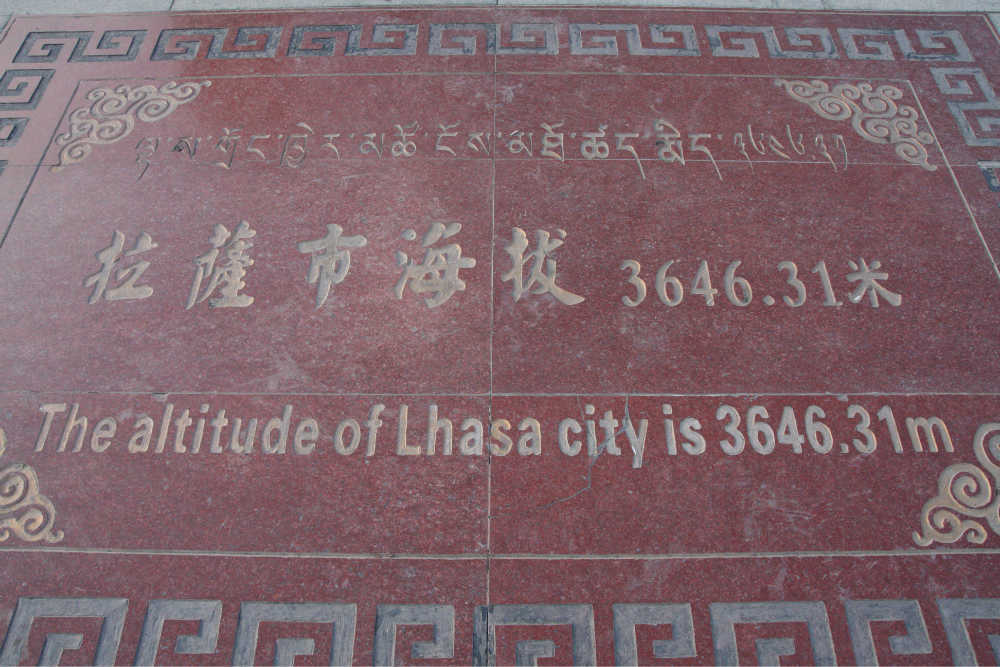 ལྷ་ས་གྲོང་ཁྱེར་མཚོ་ངོས་མཐོ་ཚད་སྨི་༣༦༤༦.༣༡
拉萨市海拔 3646.31米
The altitude of Lhasa city is 3646.31m